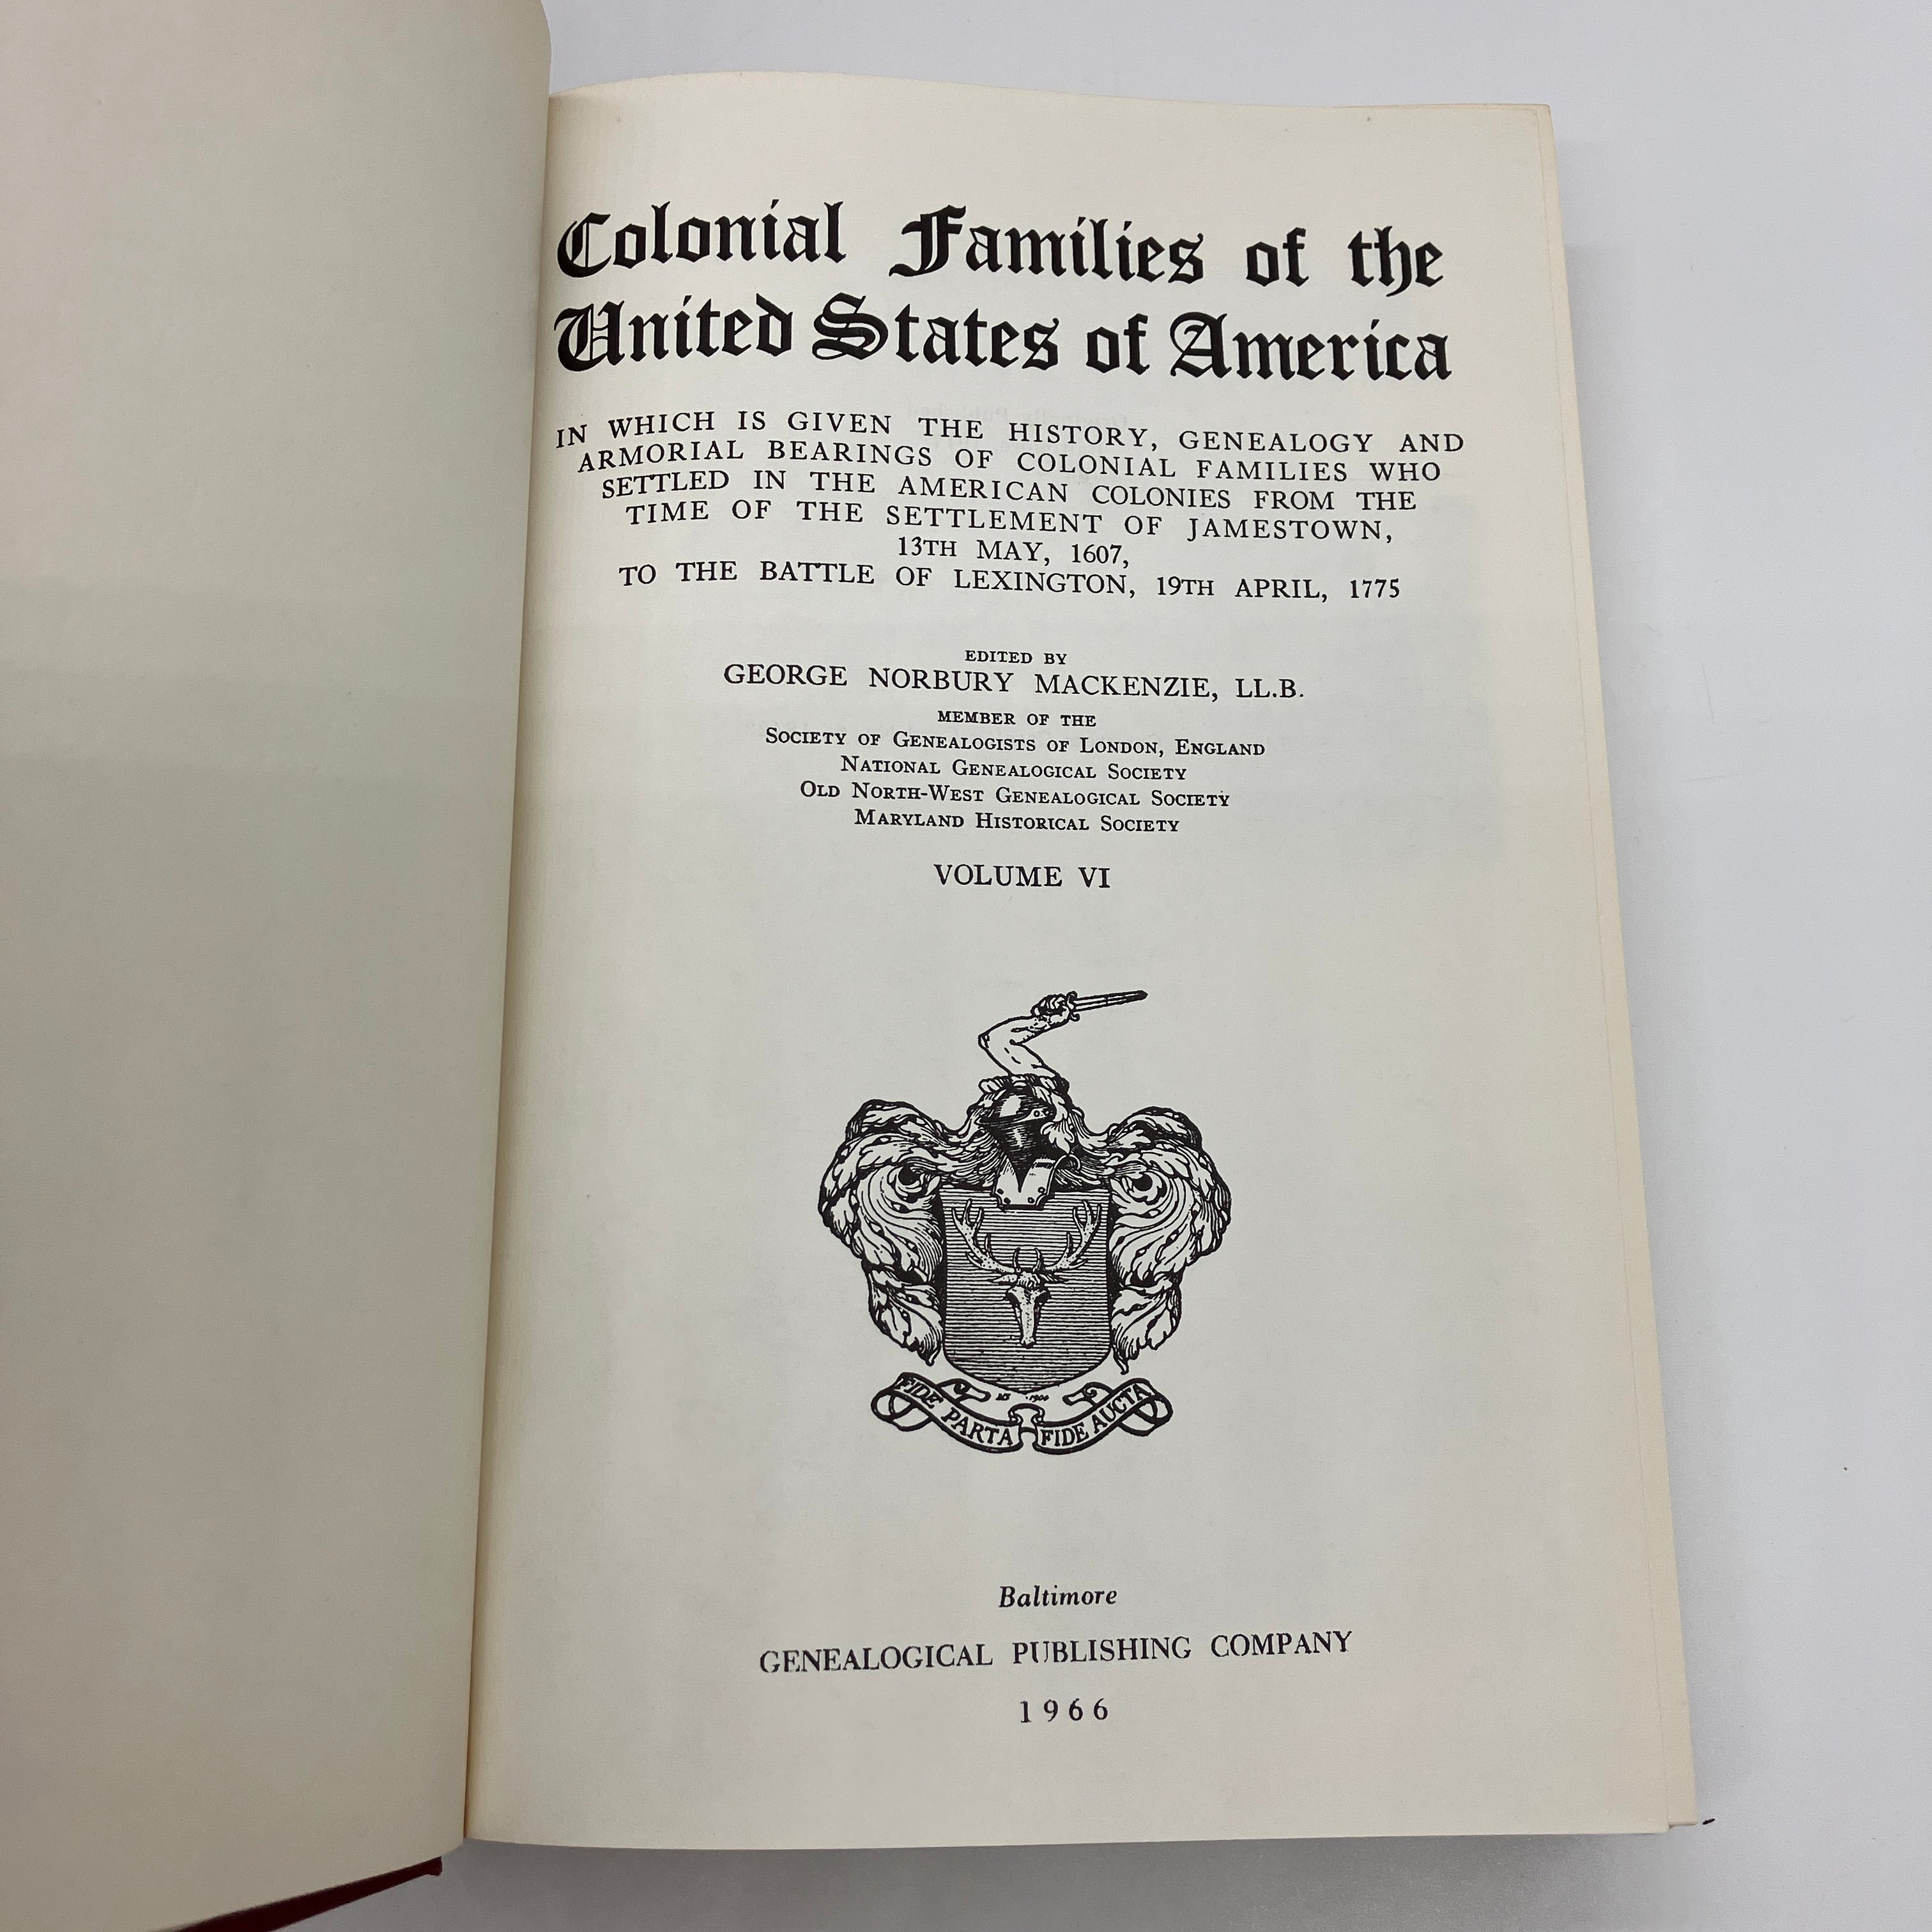 Colonial Families of the
United States of America
IN WHICH IS GIVEN THE HISTORY, GENEALOGY AND
ARMORIAL BEARINGS OF COLONIAL FAMILIES WHO
SETTLED IN THE AMERICAN COLONIES FROM THE
TIME OF THE SETTLEMENT OF JAMESTOWN,
13TH MAY, 1607,
TO THE BATTLE OF LEXINGTON, 19TH APRIL, 1775
EDITED BY
GEORGE NORBURY MACKENZIE, LL.B.
MEMBER OF THE
SOCIETY OF GENEALOGISTS OF LONDON, ENGLAND
NATIONAL GENEALOGICAL SOCIETY
OLD NORTH-WEST GENEALOGICAL SOCIETY
MARYLAND HISTORICAL SOCIETY
VOLUME VI
1904
FIDE PARTA FIDE AUCTA
Baltimore
GENEALOGICAL PUBLISHING COMPANY
1966